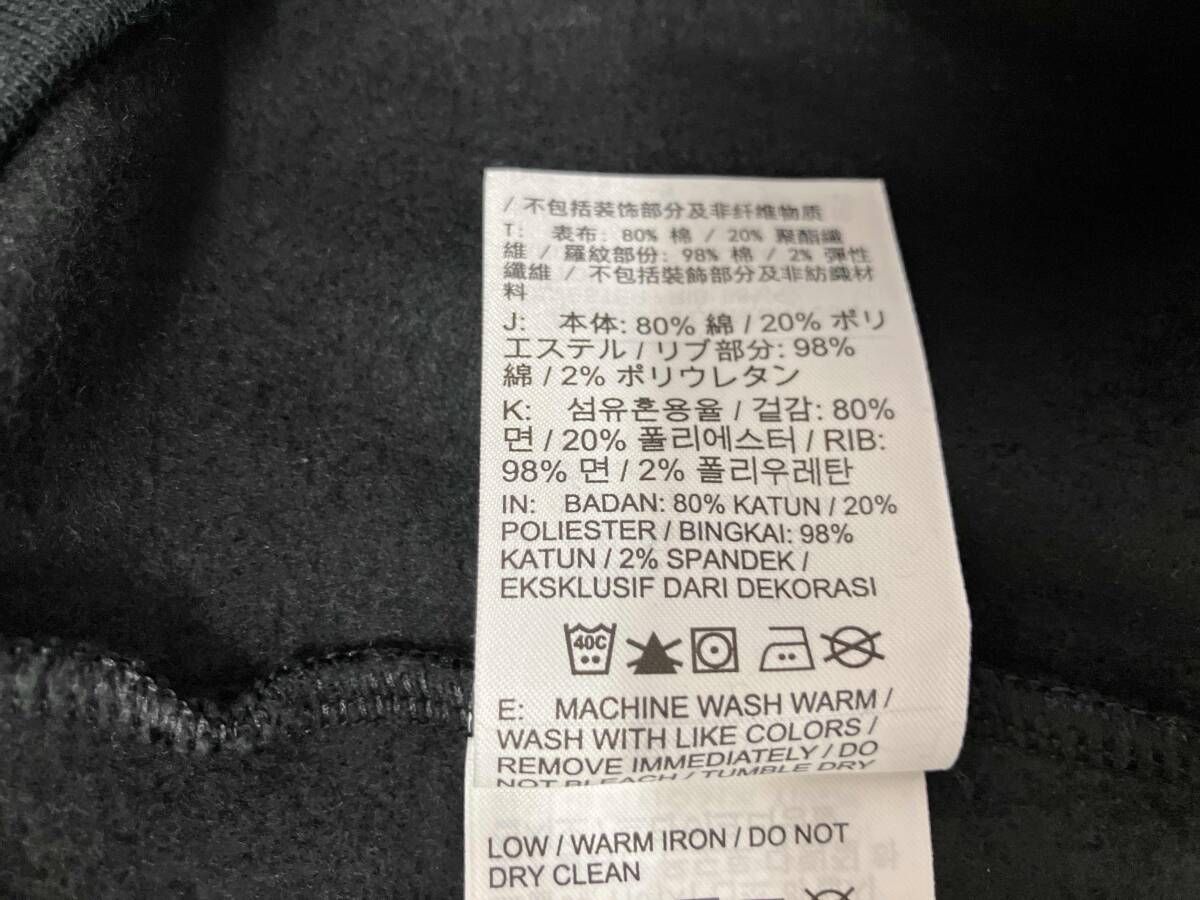 / 不包括装饰部分及非纤维物质
T: 表布: 80% 棉 / 20% 聚酯纖
維 / 羅紋部份: 98% 棉 / 2% 彈性
纖維 / 不包括裝飾部分及非紡織材
料
J: 本体: 80% 綿 / 20% ポリ
エステル / リブ部分: 98%
綿 / 2% ポリウレタン
K: 섬유혼용율 / 겉감: 80%
면 / 20% 폴리에스터 / RIB:
98% 면 / 2% 폴리우레탄
IN: BADAN: 80% KATUN / 20%
POLIESTER / BINGKAI: 98%
KATUN / 2% SPANDEK /
EKSKLUSIF DARI DEKORASI
40C
E: MACHINE WASH WARM /
WASH WITH LIKE COLORS /
REMOVE IMMEDIATELY / DO
NOT BLEACH / TUMBLE DRY
LOW / WARM IRON / DO NOT
DRY CLEAN